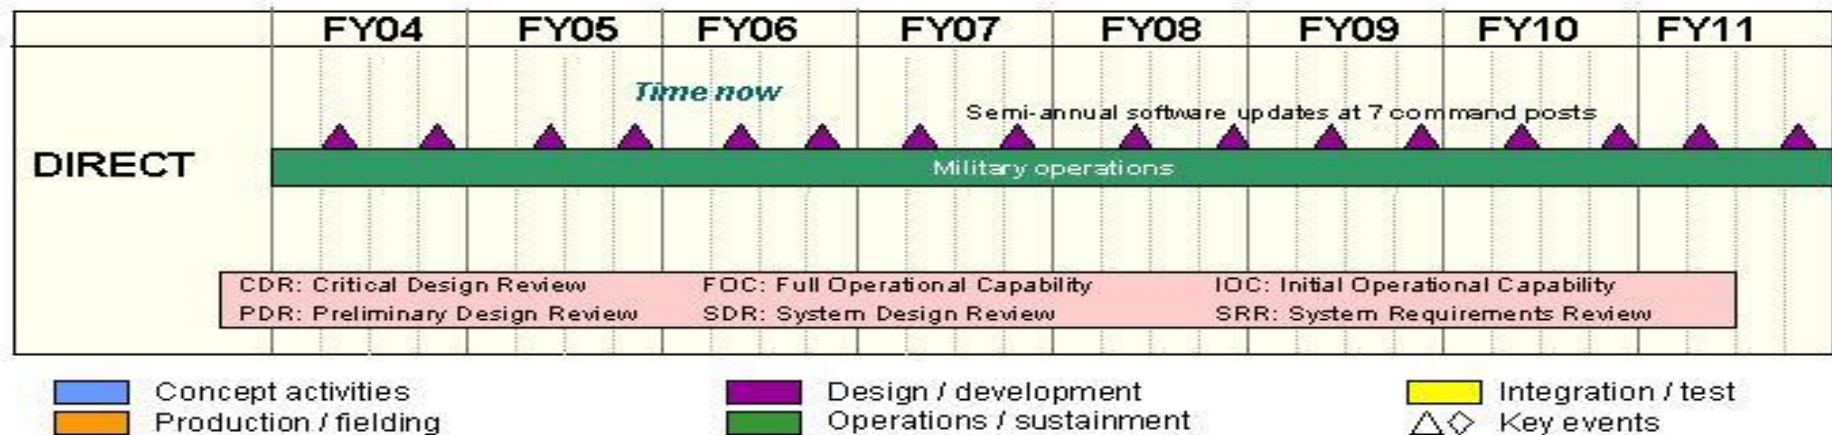 FY04 FY05 FY06 FY07 FY08 FY09 FY10 FY11
Time now
Semi-annual software updates at 7 command posts
DIRECT
Military operations
CDR: Critical Design Review FOC: Full Operational Capability IOC: Initial Operational Capability
PDR: Preliminary Design Review SDR: System Design Review SRR: System Requirements Review
Concept activities Design / development Integration / test
Production / fielding Operations / sustainment Key events